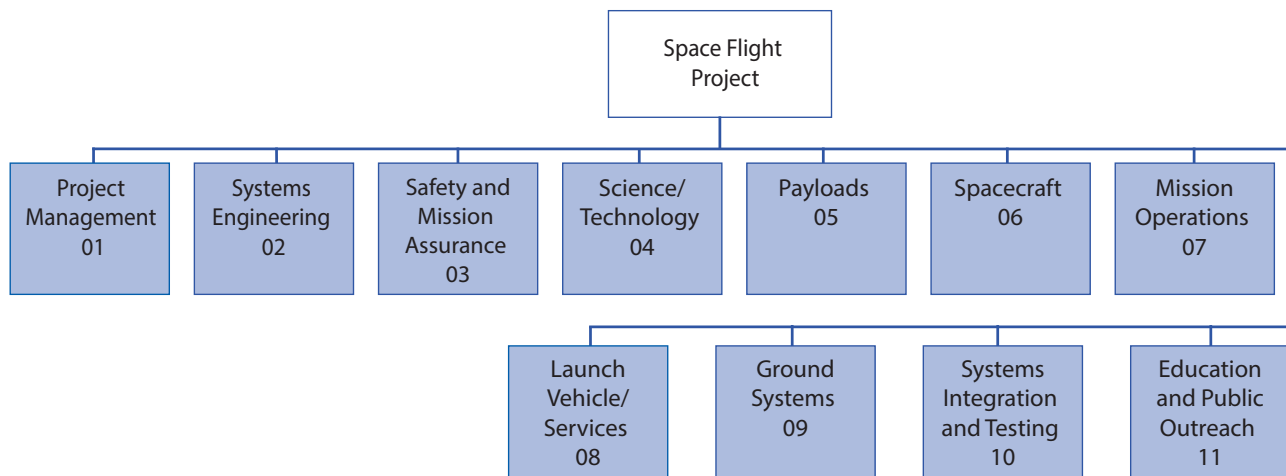 Space Flight
Project
Project
Management
01
Systems
Engineering
02
Safety and
Mission
Assurance
03
Science/
Technology
04
Payloads
05
Spacecraft
06
Mission
Operations
07
Launch
Vehicle/
Services
08
Ground
Systems
09
Systems
Integration
and Testing
10
Education
and Public
Outreach
11